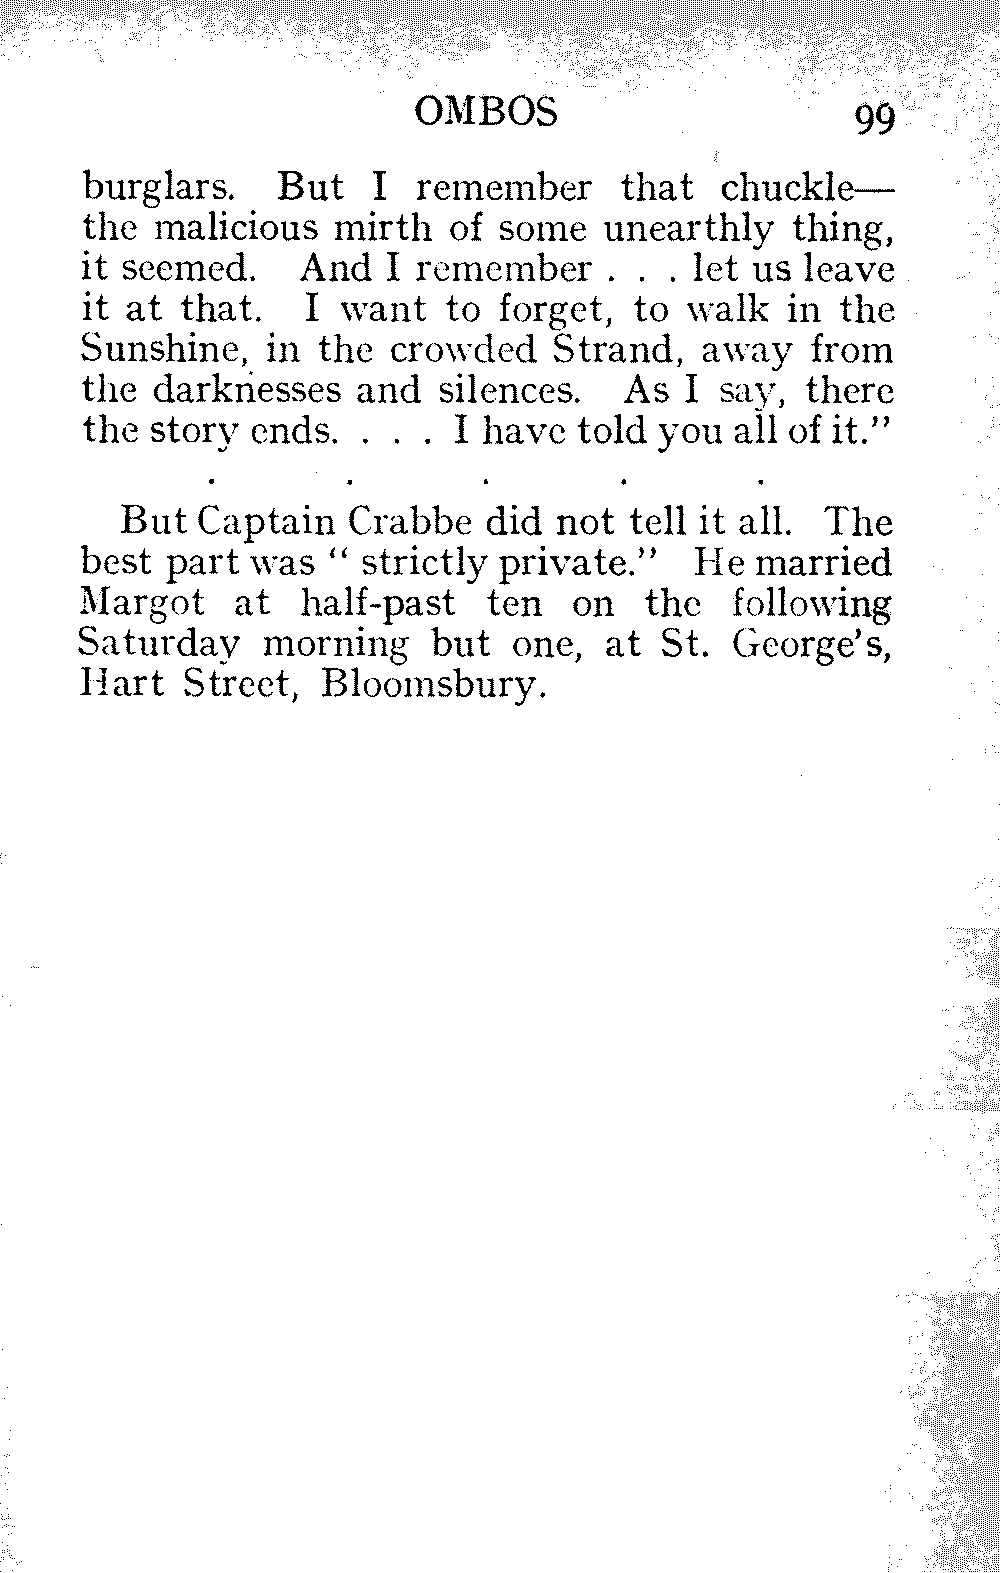 OMBOS 99
burglars. But I remember that chuckle—
the malicious mirth of some unearthly thing,
it seemed. And I remember . . . let us leave
it at that. I want to forget, to walk in the
Sunshine, in the crowded Strand, away from
the darknesses and silences. As I say, there
the story ends. . . . I have told you all of it.”
. . . . .
But Captain Crabbe did not tell it all. The
best part was “ strictly private.” He married
Margot at half-past ten on the following
Saturday morning but one, at St. George’s,
Hart Street, Bloomsbury.